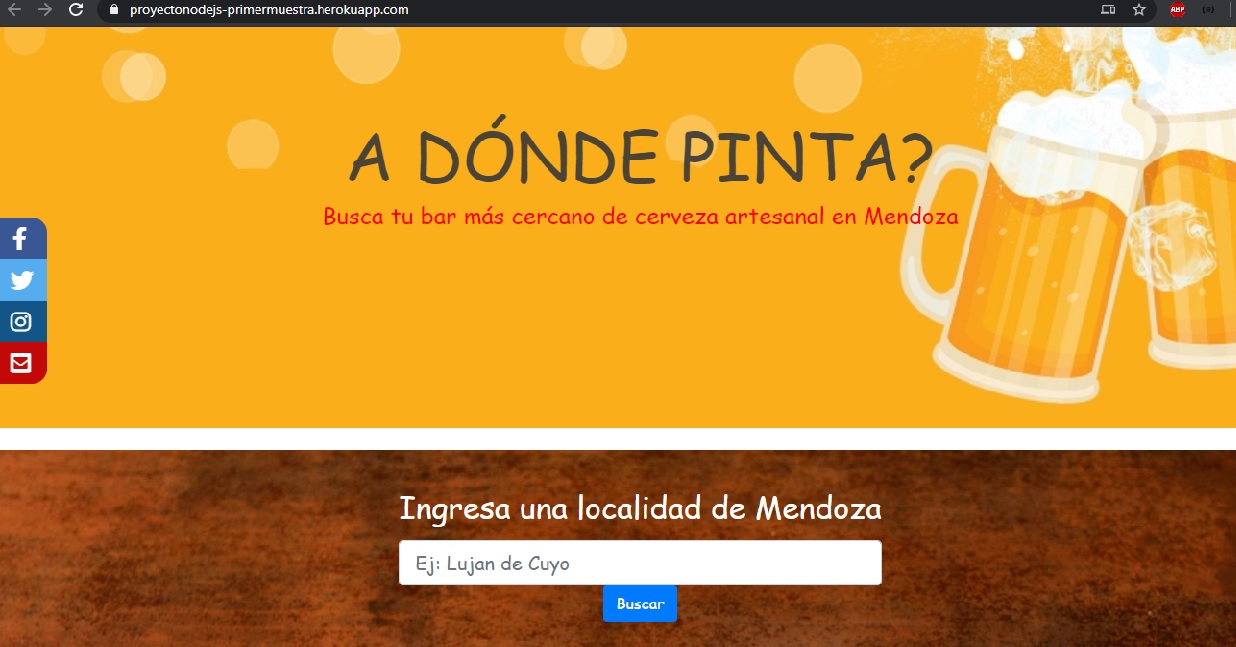 proyectonodejs-primermuestra.herokuapp.com
ABP
A DÓNDE PINTA?
Busca tu bar más cercano de cerveza artesanal en Mendoza
Ingresa una localidad de Mendoza
Ej: Lujan de Cuyo
Buscar